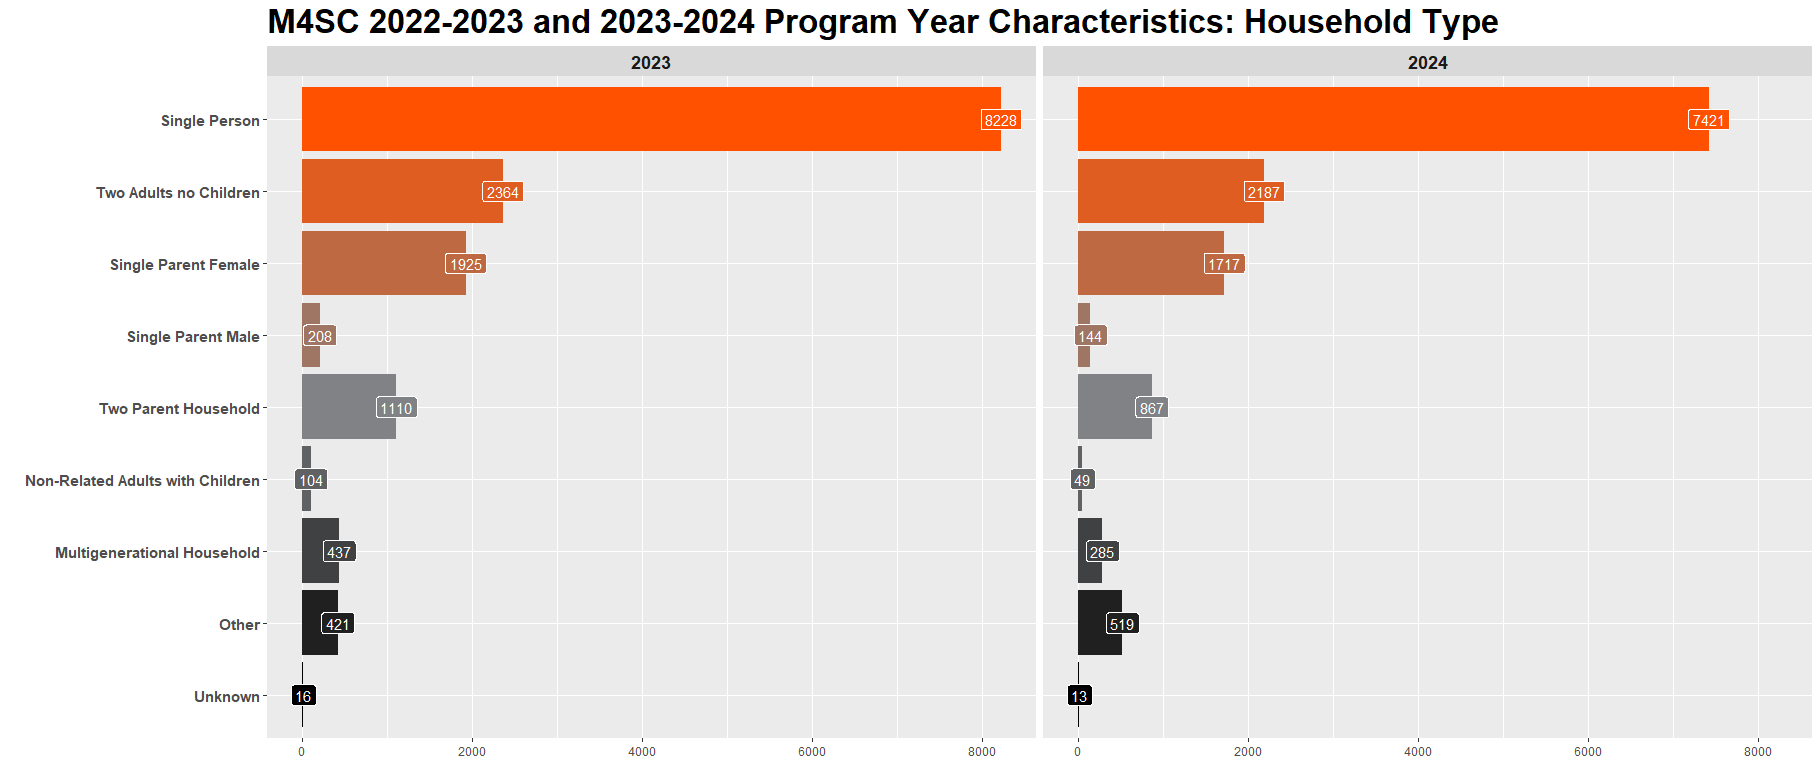 M4SC 2022-2023 and 2023-2024 Program Year Characteristics: Household Type
2023 2024
Single Person 8228 7421
Two Adults no Children 2364 2187
Single Parent Female 1925 1717
Single Parent Male 208 144
Two Parent Household 1110 867
Non-Related Adults with Children 104 49
Multigenerational Household 437 285
Other 421 519
Unknown 16 13
0 2000 4000 6000 8000 0 2000 4000 6000 8000